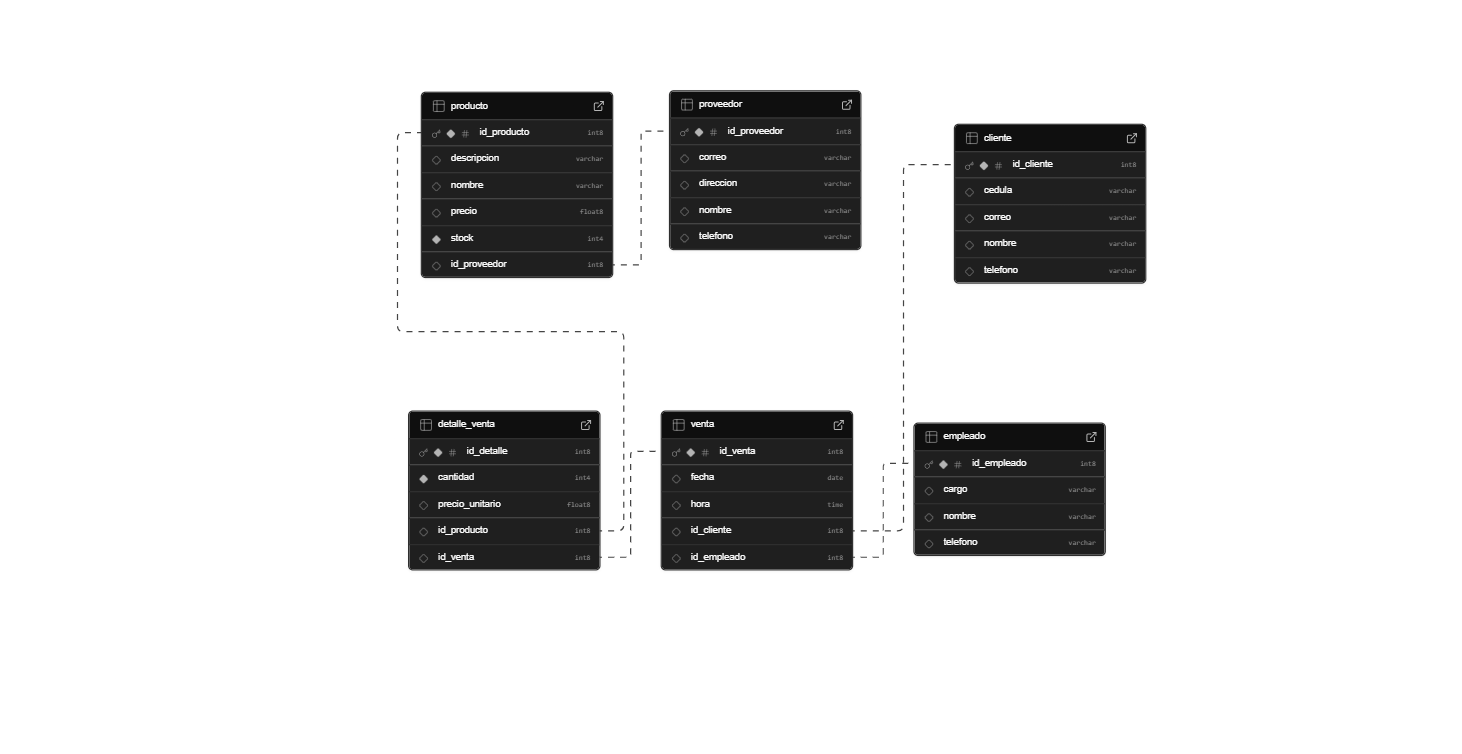 producto
id_producto int8
descripcion varchar
nombre varchar
precio float8
stock int4
id_proveedor int8
proveedor
id_proveedor int8
correo varchar
direccion varchar
nombre varchar
telefono varchar
cliente
id_cliente int8
cedula varchar
correo varchar
nombre varchar
telefono varchar
detalle_venta
id_detalle int8
cantidad int4
precio_unitario float8
id_producto int8
id_venta int8
venta
id_venta int8
fecha date
hora time
id_cliente int8
id_empleado int8
empleado
id_empleado int8
cargo varchar
nombre varchar
telefono varchar